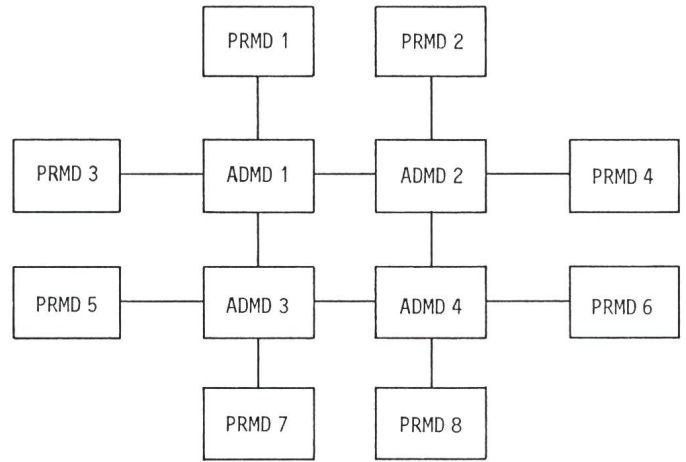 PRMD 1
PRMD 2
PRMD 3
ADMD 1
ADMD 2
PRMD 4
PRMD 5
ADMD 3
ADMD 4
PRMD 6
PRMD 7
PRMD 8